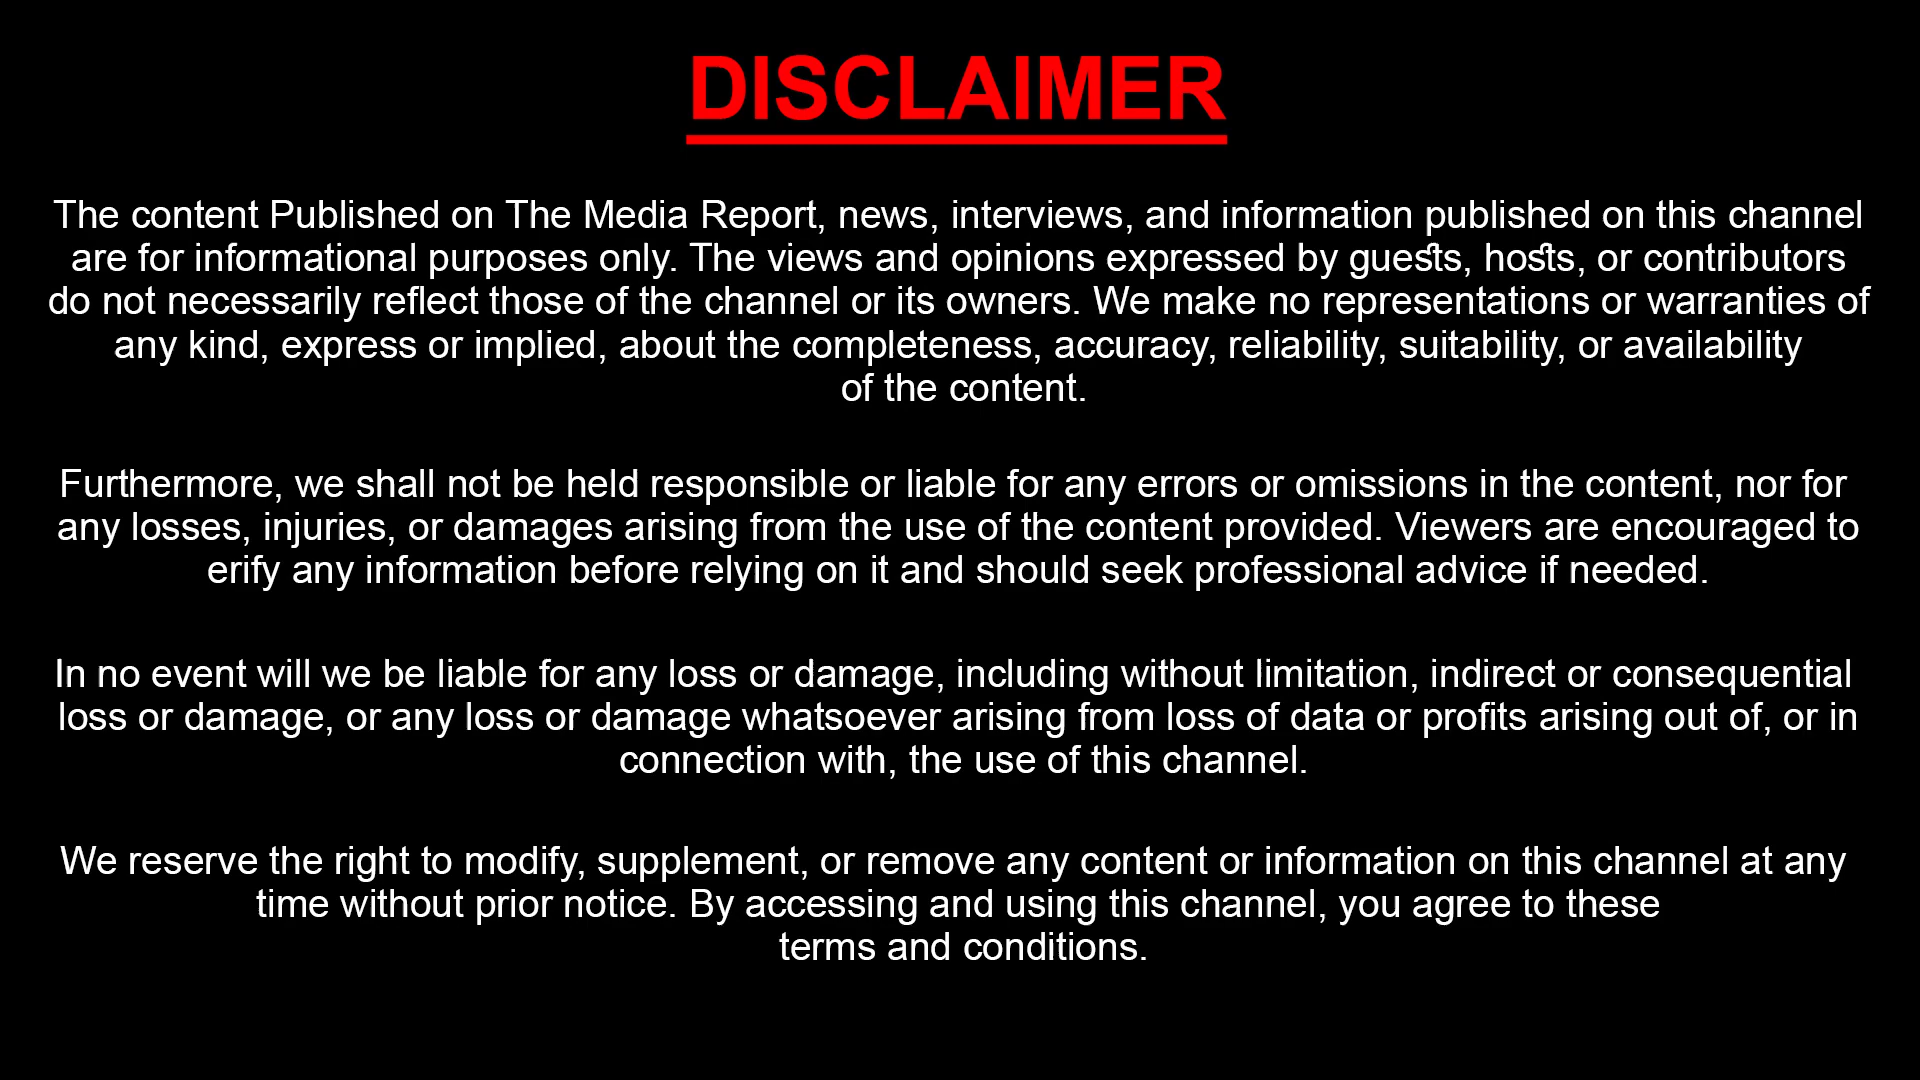 DISCLAIMER
The content Published on The Media Report, news, interviews, and information published on this channel
are for informational purposes only. The views and opinions expressed by guests, hosts, or contributors
do not necessarily reflect those of the channel or its owners. We make no representations or warranties of
any kind, express or implied, about the completeness, accuracy, reliability, suitability, or availability
of the content.
Furthermore, we shall not be held responsible or liable for any errors or omissions in the content, nor for
any losses, injuries, or damages arising from the use of the content provided. Viewers are encouraged to
erify any information before relying on it and should seek professional advice if needed.
In no event will we be liable for any loss or damage, including without limitation, indirect or consequential
loss or damage, or any loss or damage whatsoever arising from loss of data or profits arising out of, or in
connection with, the use of this channel.
We reserve the right to modify, supplement, or remove any content or information on this channel at any
time without prior notice. By accessing and using this channel, you agree to these
terms and conditions.